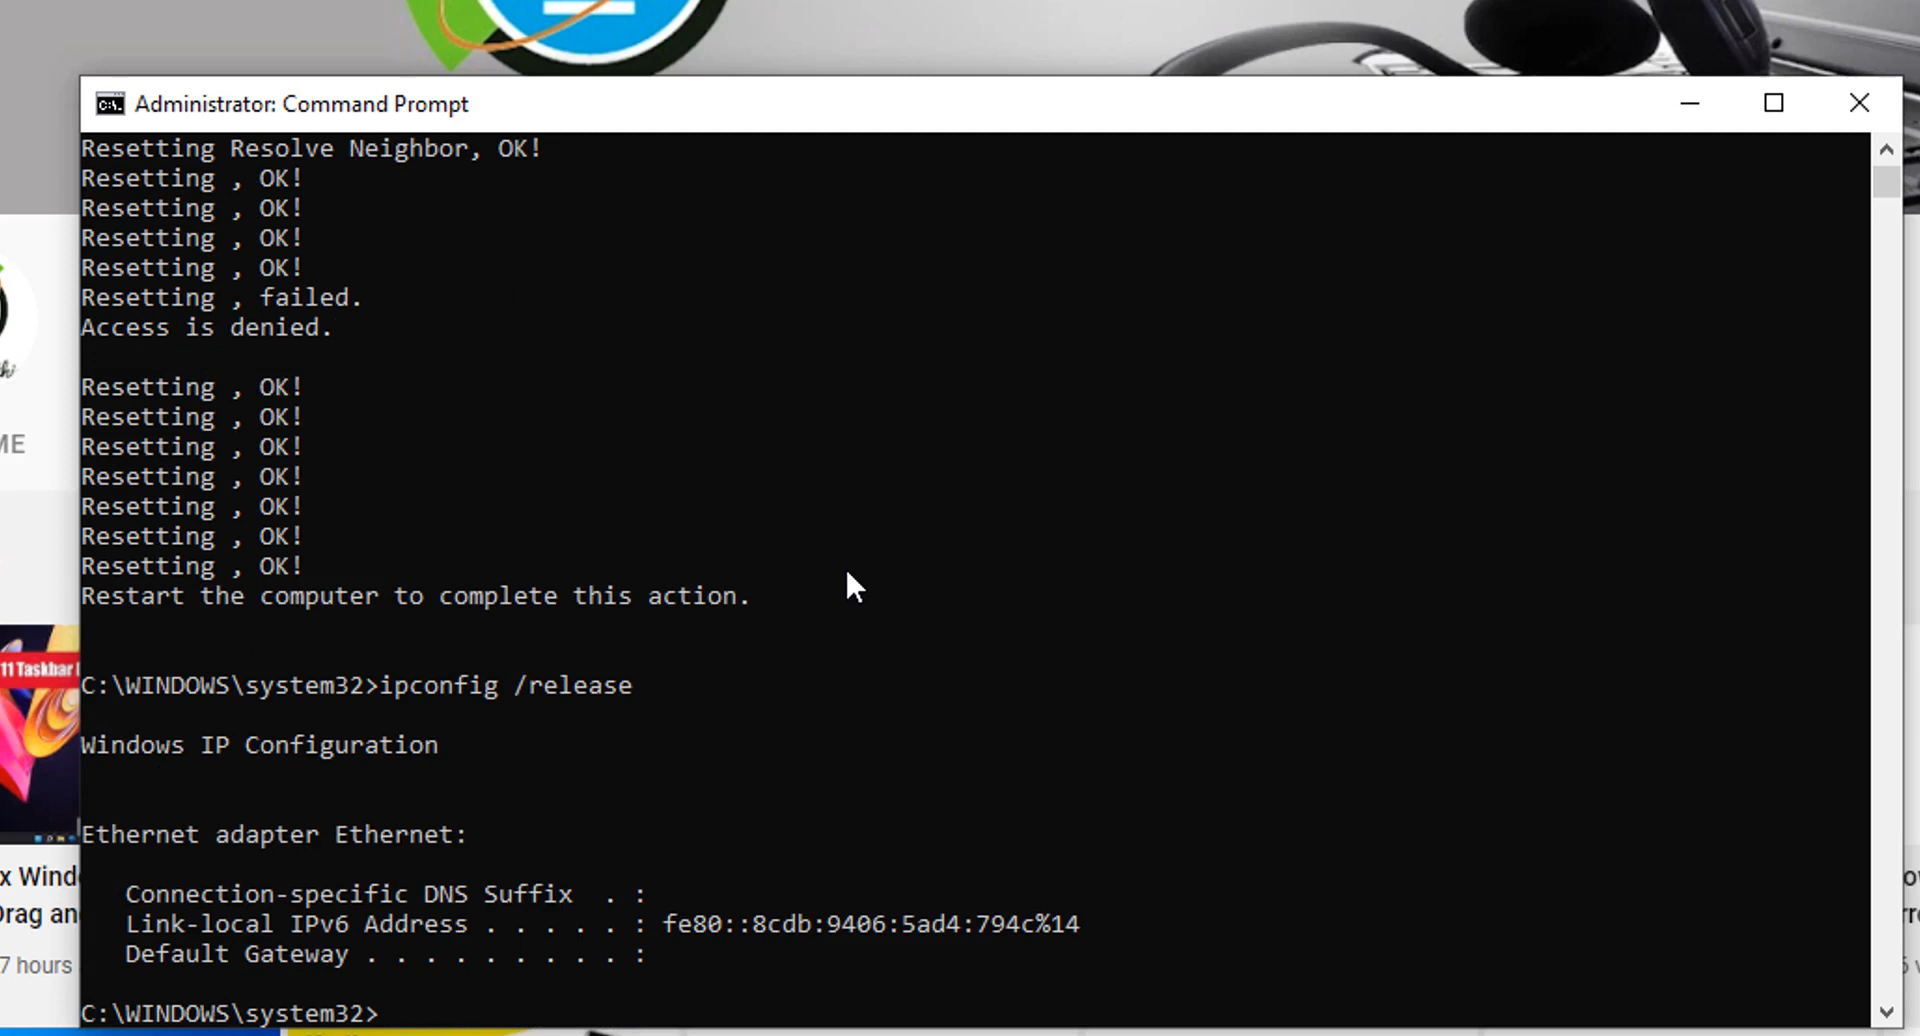 Administrator: Command Prompt
Resetting Resolve Neighbor, OK!
Resetting , OK!
Resetting , OK!
Resetting , OK!
Resetting , OK!
Resetting , failed.
Access is denied.
Resetting , OK!
Resetting , OK!
Resetting , OK!
Resetting , OK!
Resetting , OK!
Resetting , OK!
Resetting , OK!
Restart the computer to complete this action.
C:\WINDOWS\system32>ipconfig /release
Windows IP Configuration
Ethernet adapter Ethernet:
Connection-specific DNS Suffix  . :
Link-local IPv6 Address . . . . . : fe80::8cdb:9406:5ad4:794c%14
Default Gateway . . . . . . . . . :
C:\WINDOWS\system32>
ME
11 Taskbar
x Wind
Drag an
7 hours